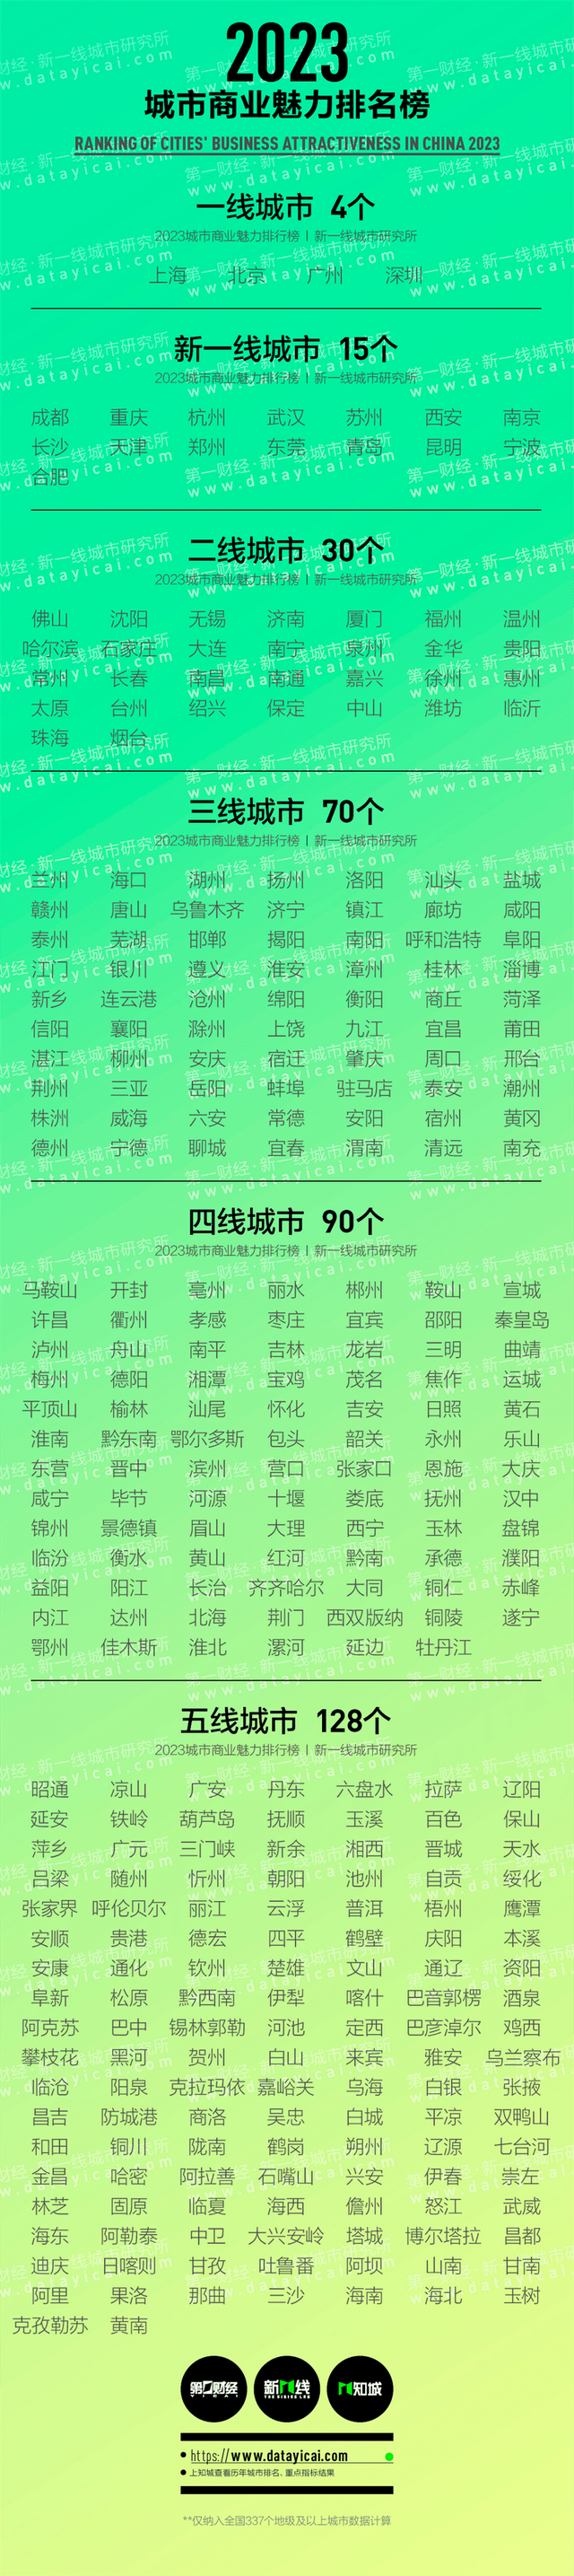 2023
城市商业魅力排名榜
RANKING OF CITIES' BUSINESS ATTRACTIVENESS IN CHINA 2023
一线城市 4个
2023城市商业魅力排行榜 | 新一线城市研究所
上海 北京 广州 深圳
新一线城市 15个
2023城市商业魅力排行榜 | 新一线城市研究所
成都 重庆 杭州 武汉 苏州 西安 南京
长沙 天津 郑州 东莞 青岛 昆明 宁波
合肥
二线城市 30个
2023城市商业魅力排行榜 | 新一线城市研究所
佛山 沈阳 无锡 济南 厦门 福州 温州
哈尔滨 石家庄 大连 南宁 泉州 金华 贵阳
常州 长春 南昌 南通 嘉兴 徐州 惠州
太原 台州 绍兴 保定 中山 潍坊 临沂
珠海 烟台
三线城市 70个
2023城市商业魅力排行榜 | 新一线城市研究所
兰州 海口 湖州 扬州 洛阳 汕头 盐城
赣州 唐山 乌鲁木齐 济宁 镇江 廊坊 咸阳
泰州 芜湖 邯郸 揭阳 南阳 呼和浩特 阜阳
江门 银川 遵义 淮安 漳州 桂林 淄博
新乡 连云港 沧州 绵阳 衡阳 商丘 菏泽
信阳 襄阳 滁州 上饶 九江 宜昌 莆田
湛江 柳州 安庆 宿迁 肇庆 周口 邢台
荆州 三亚 岳阳 蚌埠 驻马店 泰安 潮州
株洲 威海 六安 常德 安阳 宿州 黄冈
德州 宁德 聊城 宜春 渭南 清远 南充
四线城市 90个
2023城市商业魅力排行榜 | 新一线城市研究所
马鞍山 开封 亳州 丽水 郴州 鞍山 宣城
许昌 衢州 孝感 枣庄 宜宾 邵阳 秦皇岛
泸州 舟山 南平 吉林 龙岩 三明 曲靖
梅州 德阳 湘潭 宝鸡 茂名 焦作 运城
平顶山 榆林 汕尾 怀化 吉安 日照 黄石
淮南 黔东南 鄂尔多斯 包头 韶关 永州 乐山
东营 晋中 滨州 营口 张家口 恩施 大庆
咸宁 毕节 河源 十堰 娄底 抚州 汉中
锦州 景德镇 眉山 大理 西宁 玉林 盘锦
临汾 衡水 黄山 红河 黔南 承德 濮阳
益阳 阳江 长治 齐齐哈尔 大同 铜仁 赤峰
内江 达州 北海 荆门 西双版纳 铜陵 遂宁
鄂州 佳木斯 淮北 漯河 延边 牡丹江
五线城市 128个
2023城市商业魅力排行榜 | 新一线城市研究所
昭通 凉山 广安 丹东 六盘水 拉萨 辽阳
延安 铁岭 葫芦岛 抚顺 玉溪 百色 保山
萍乡 广元 三门峡 新余 湘西 晋城 天水
吕梁 随州 忻州 朝阳 池州 自贡 绥化
张家界 呼伦贝尔 丽江 云浮 普洱 梧州 鹰潭
安顺 贵港 德宏 四平 鹤壁 庆阳 本溪
安康 通化 钦州 楚雄 文山 通辽 资阳
阜新 松原 黔西南 伊犁 喀什 巴音郭楞 酒泉
阿克苏 巴中 锡林郭勒 河池 定西 巴彦淖尔 鸡西
攀枝花 黑河 贺州 白山 来宾 雅安 乌兰察布
临沧 阳泉 克拉玛依 嘉峪关 乌海 白银 张掖
昌吉 防城港 商洛 吴忠 白城 平凉 双鸭山
和田 铜川 陇南 鹤岗 朔州 辽源 七台河
金昌 哈密 阿拉善 石嘴山 兴安 伊春 崇左
林芝 固原 临夏 海西 儋州 怒江 武威
海东 阿勒泰 中卫 大兴安岭 塔城 博尔塔拉 昌都
迪庆 日喀则 甘孜 吐鲁番 阿坝 山南 甘南
阿里 果洛 那曲 三沙 海南 海北 玉树
克孜勒苏 黄南
第一财经 新一线 知城
YICAI THE RISING LAB
https://www.datayicai.com
上知城查看历年城市排名、重点指标结果
**仅纳入全国337个地级及以上城市数据计算
第一财经·新一线城市研究所
www.datayicai.com